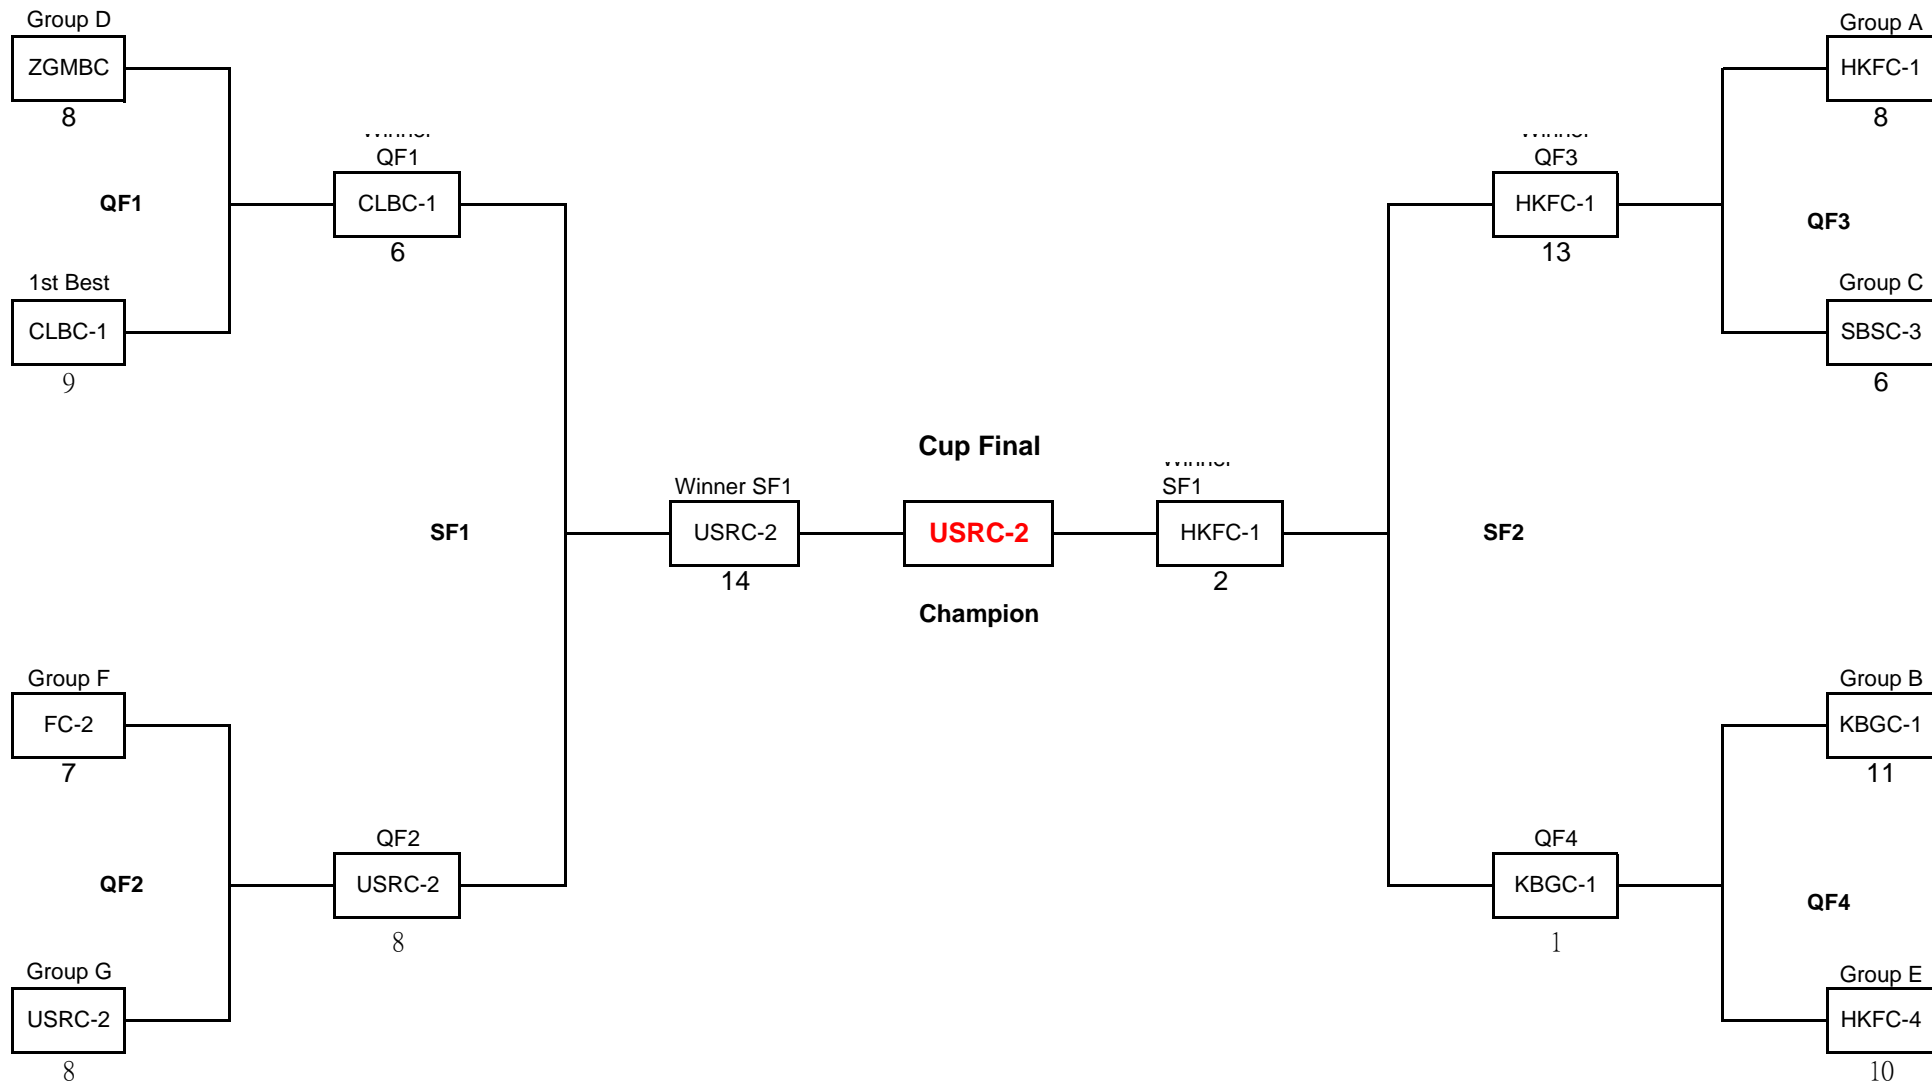 Group D
ZGMBC
8
QF1
1st Best
CLBC-1
9
Winner
QF1
CLBC-1
6
SF1
Group F
FC-2
7
QF2
Group G
USRC-2
8
QF2
USRC-2
8
Winner SF1
USRC-2
14
Cup Final
USRC-2
Champion
Winner
SF1
HKFC-1
2
Winner
QF3
HKFC-1
13
SF2
QF4
KBGC-1
1
Group A
HKFC-1
8
QF3
Group C
SBSC-3
6
Group B
KBGC-1
11
QF4
Group E
HKFC-4
10